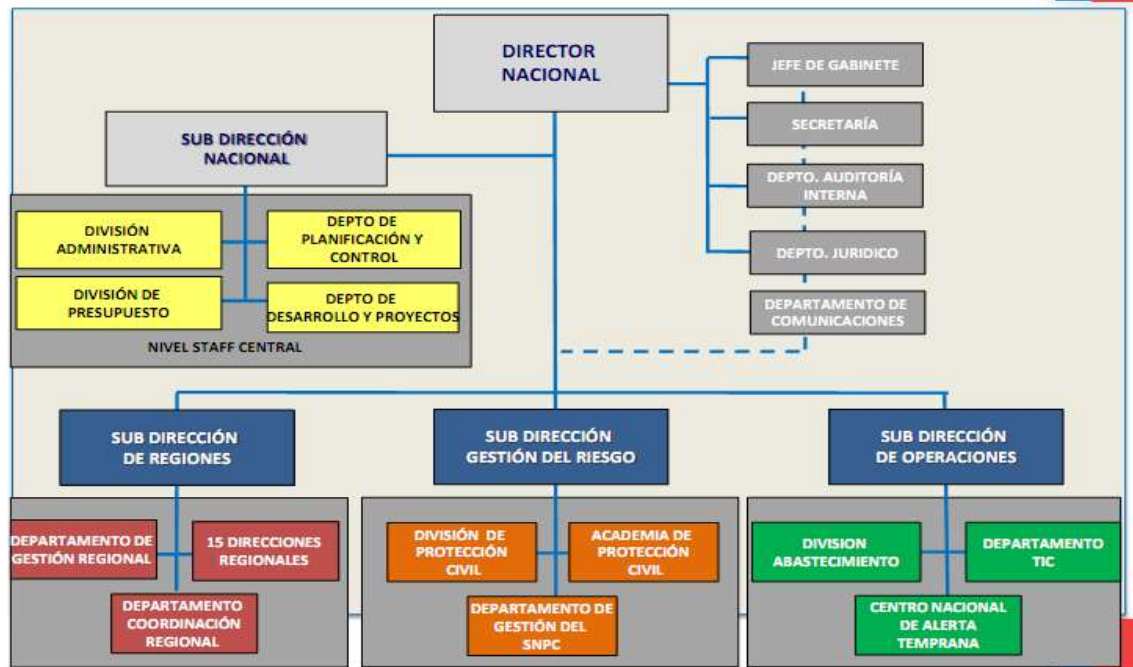 DIRECTOR
NACIONAL
JEFE DE GABINETE
SECRETARÍA
DEPTO. AUDITORÍA
INTERNA
DEPTO. JURIDICO
DEPARTAMENTO DE
COMUNICACIONES
SUB DIRECCIÓN
NACIONAL
DIVISIÓN
ADMINISTRATIVA
DEPTO DE
PLANIFICACIÓN Y
CONTROL
DIVISIÓN DE
PRESUPUESTO
DEPTO DE
DESARROLLO Y PROYECTOS
NIVEL STAFF CENTRAL
SUB DIRECCIÓN
DE REGIONES
DEPARTAMENTO DE
GESTIÓN REGIONAL
15 DIRECCIONES
REGIONALES
DEPARTAMENTO
COORDINACIÓN
REGIONAL
SUB DIRECCIÓN
GESTIÓN DEL RIESGO
DIVISIÓN DE
PROTECCIÓN
CIVIL
ACADEMIA DE
PROTECCIÓN
CIVIL
DEPARTAMENTO DE
GESTIÓN DEL
SNPC
SUB DIRECCIÓN
DE OPERACIONES
DIVISION
ABASTECIMIENTO
DEPARTAMENTO
TIC
CENTRO NACIONAL
DE ALERTA
TEMPRANA